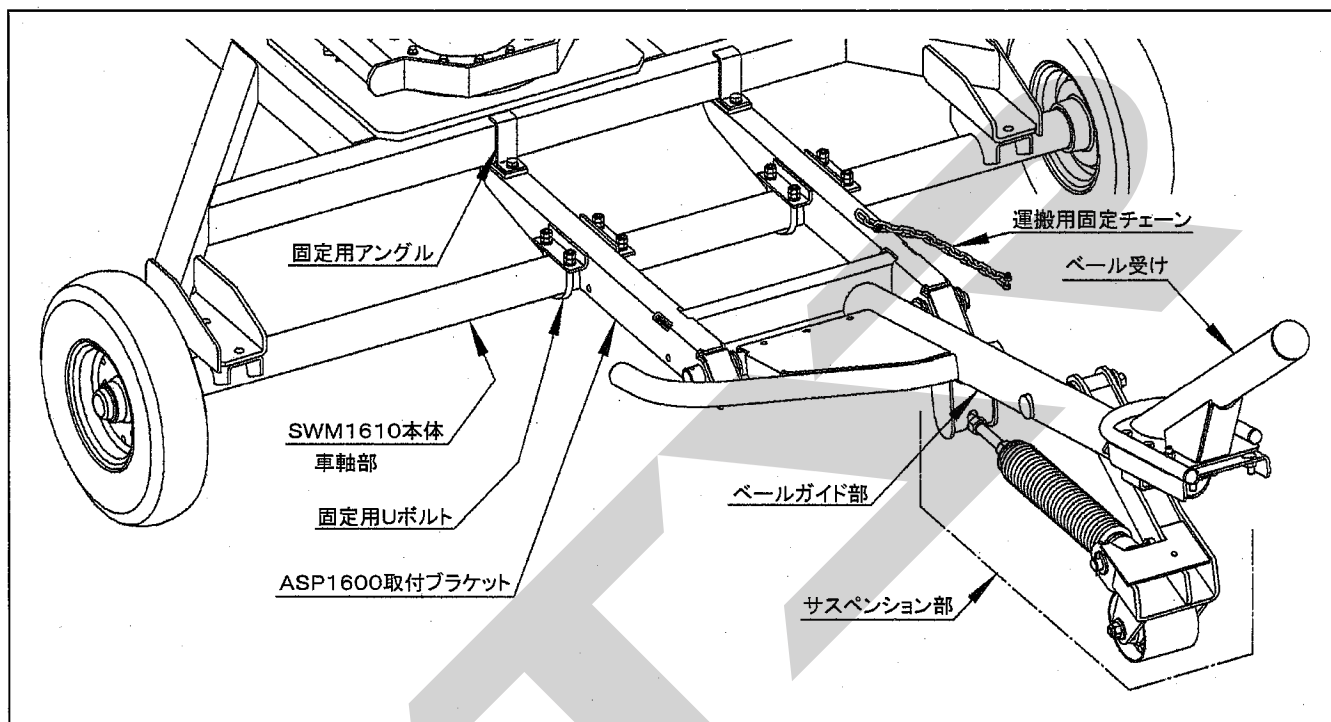 運搬用固定チェーン
ベール受け
固定用アングル
SWM1610本体
車軸部
固定用Uボルト
ASP1600取付ブラケット
ベールガイド部
サスペンション部